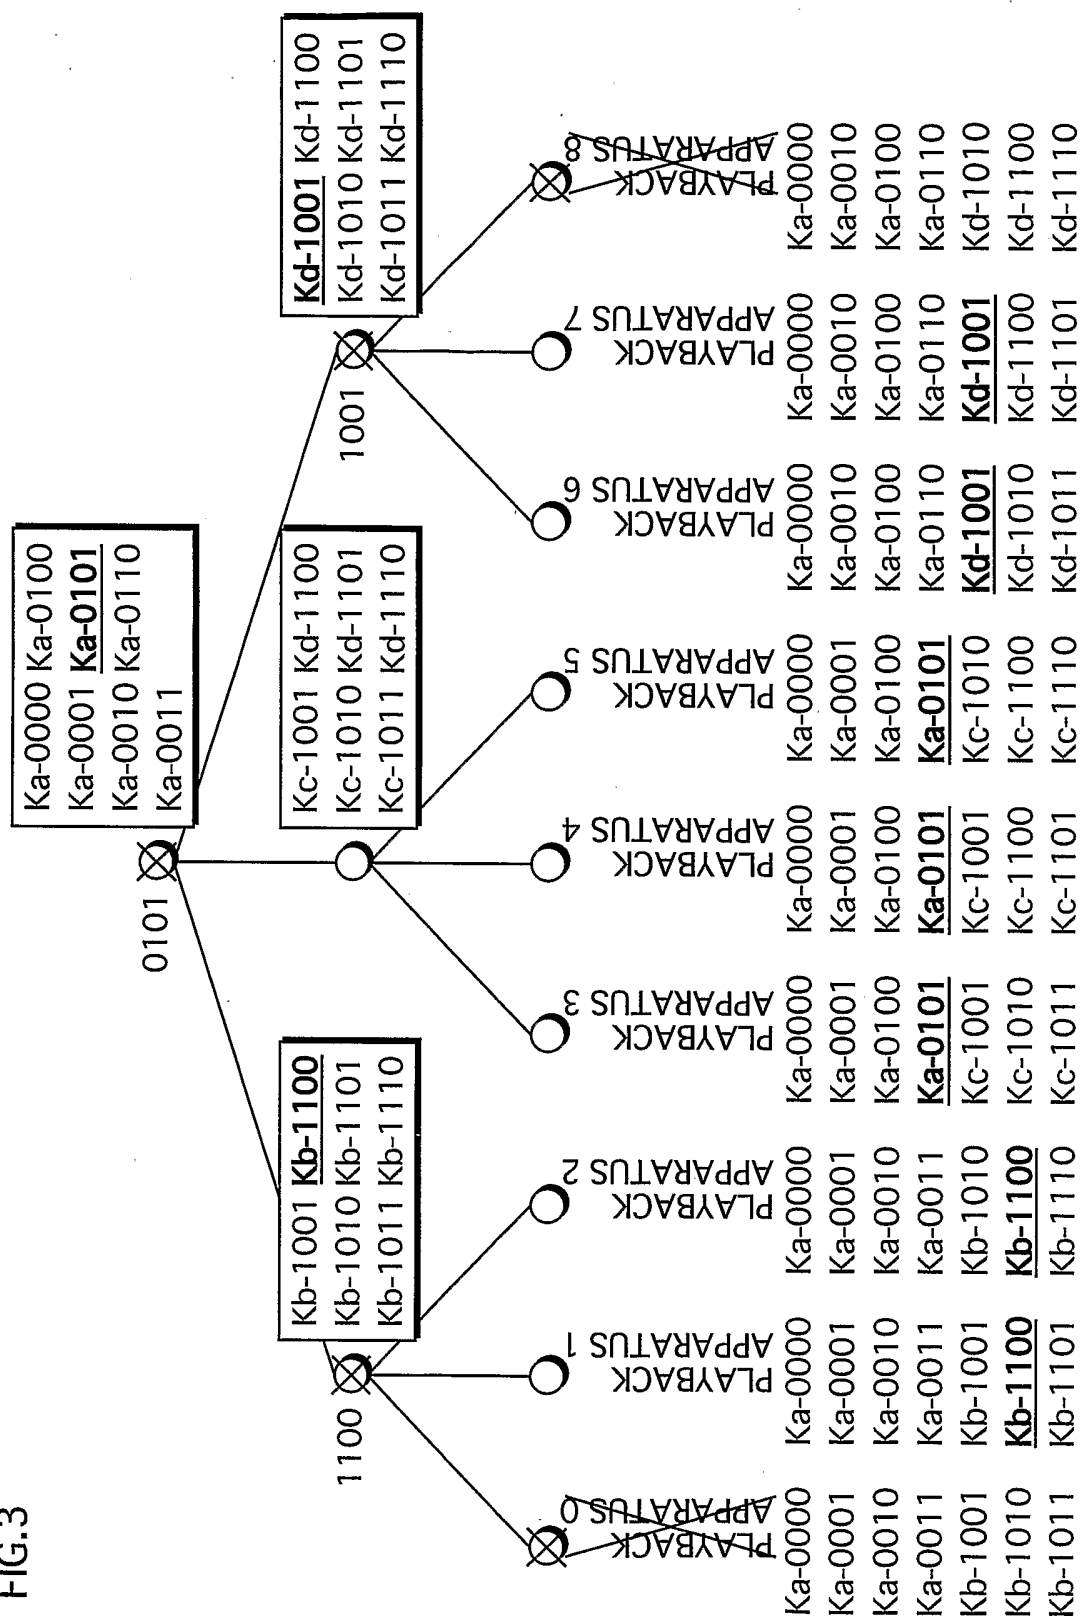 FIG.3
Ka-0000 Ka-0100
Ka-0001 Ka-0101
Ka-0010 Ka-0110
Ka-0011
0101
Kb-1001 Kb-1100
Kb-1010 Kb-1101
Kb-1011 Kb-1110
1100
Kc-1001 Kd-1100
Kc-1010 Kd-1101
Kc-1011 Kd-1110
Kd-1001 Kd-1100
Kd-1010 Kd-1101
Kd-1011 Kd-1110
1001
PLAYBACK
APPARATUS 0
Ka-0000
Ka-0001
Ka-0010
Ka-0011
Kb-1001
Kb-1010
Kb-1011
PLAYBACK
APPARATUS 1
Ka-0000
Ka-0001
Ka-0010
Ka-0011
Kb-1001
Kb-1100
Kb-1101
PLAYBACK
APPARATUS 2
Ka-0000
Ka-0001
Ka-0010
Ka-0011
Kb-1010
Kb-1100
Kb-1110
PLAYBACK
APPARATUS 3
Ka-0000
Ka-0001
Ka-0100
Ka-0101
Kc-1001
Kc-1010
Kc-1011
PLAYBACK
APPARATUS 4
Ka-0000
Ka-0001
Ka-0100
Ka-0101
Kc-1001
Kc-1100
Kc-1101
PLAYBACK
APPARATUS 5
Ka-0000
Ka-0001
Ka-0100
Ka-0101
Kc-1010
Kc-1100
Kc-1110
PLAYBACK
APPARATUS 6
Ka-0000
Ka-0010
Ka-0100
Ka-0110
Kd-1001
Kd-1010
Kd-1011
PLAYBACK
APPARATUS 7
Ka-0000
Ka-0010
Ka-0100
Ka-0110
Kd-1001
Kd-1100
Kd-1101
PLAYBACK
APPARATUS 8
Ka-0000
Ka-0010
Ka-0100
Ka-0110
Kd-1010
Kd-1100
Kd-1110